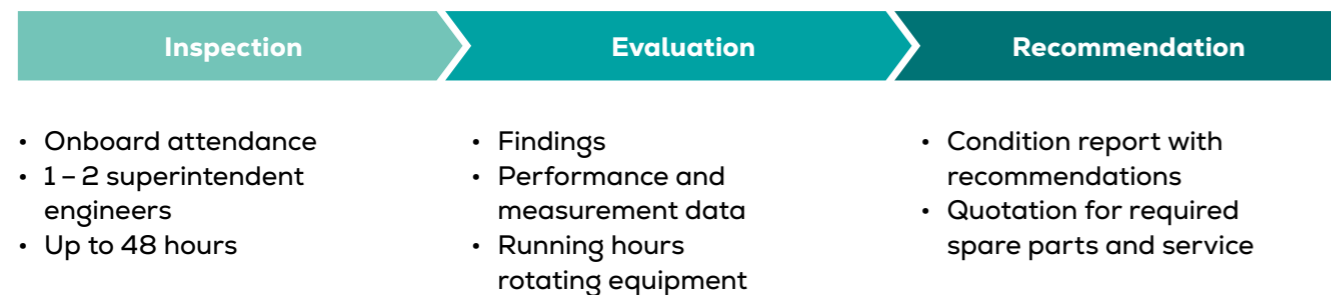 Inspection
Evaluation
Recommendation
• Onboard attendance
• 1 – 2 superintendent
engineers
• Up to 48 hours
• Findings
• Performance and
measurement data
• Running hours
rotating equipment
• Condition report with
recommendations
• Quotation for required
spare parts and service